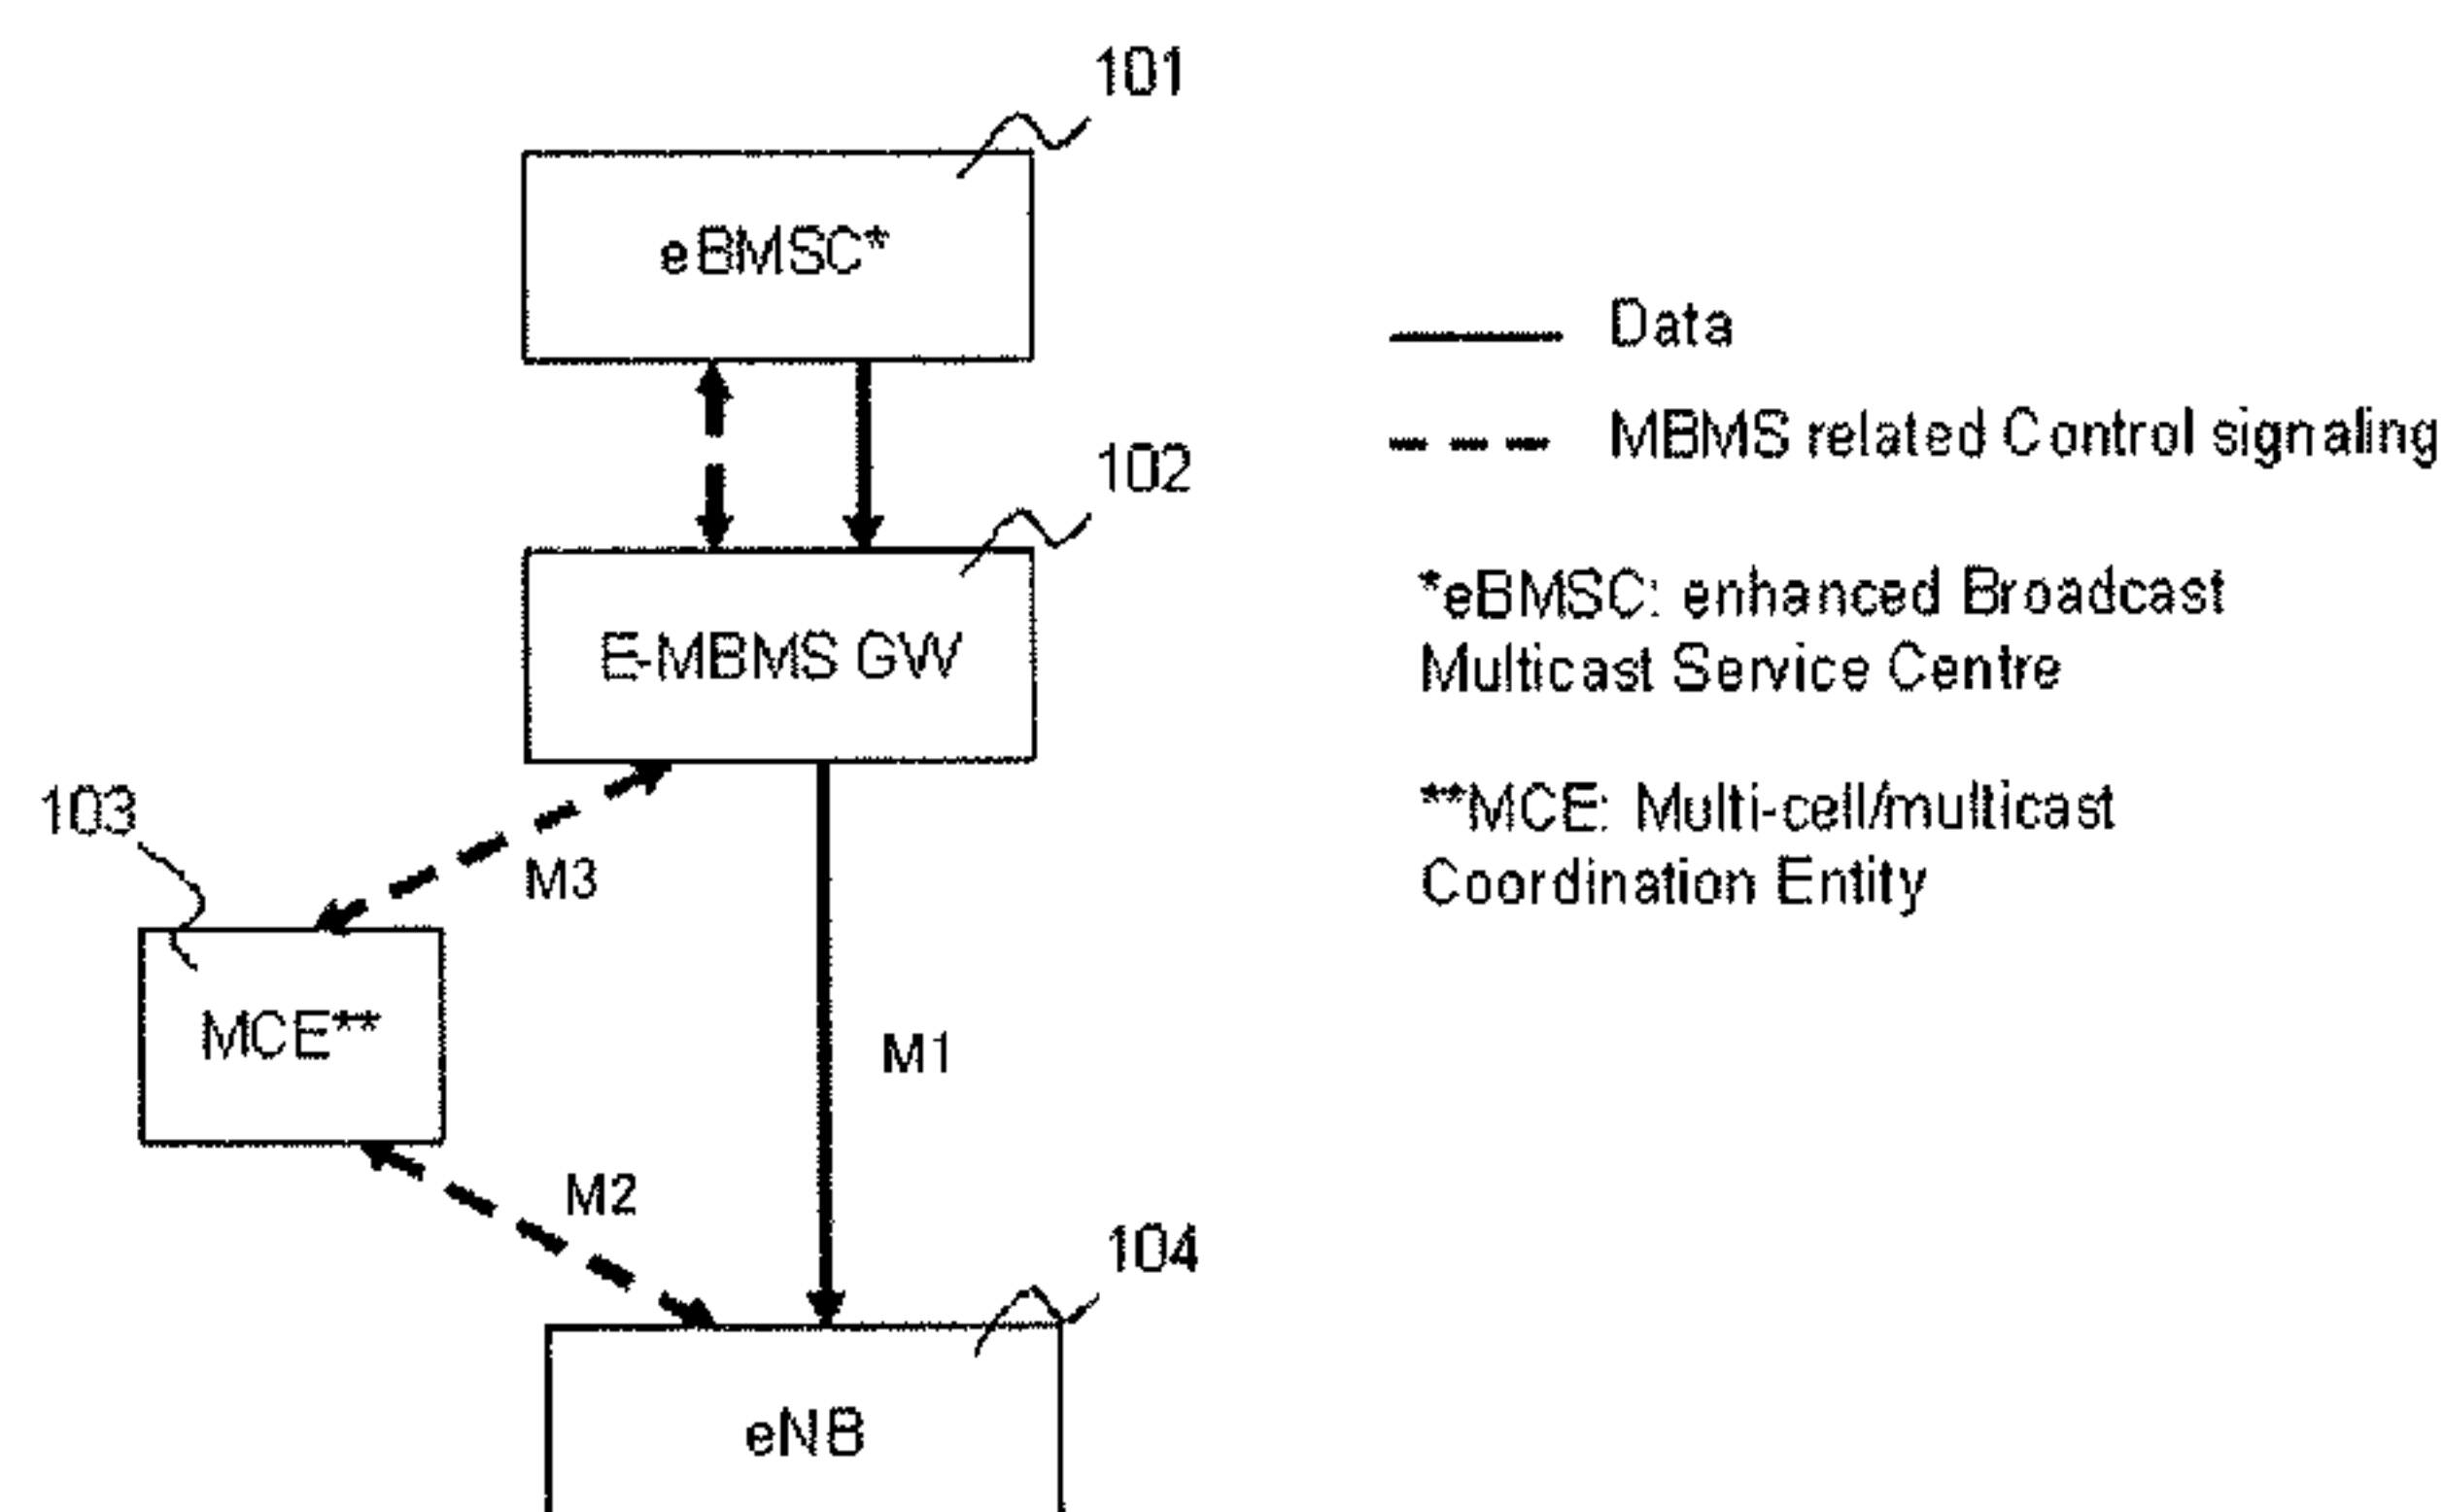 101
eBMSC*
Data
MBMS related Control signaling
102
*eBMSC: enhanced Broadcast
Multicast Service Centre
E-MBMS GW
**MCE: Multi-cell/multicast
Coordination Entity
103
M3
MCE**
M1
M2
104
eNB